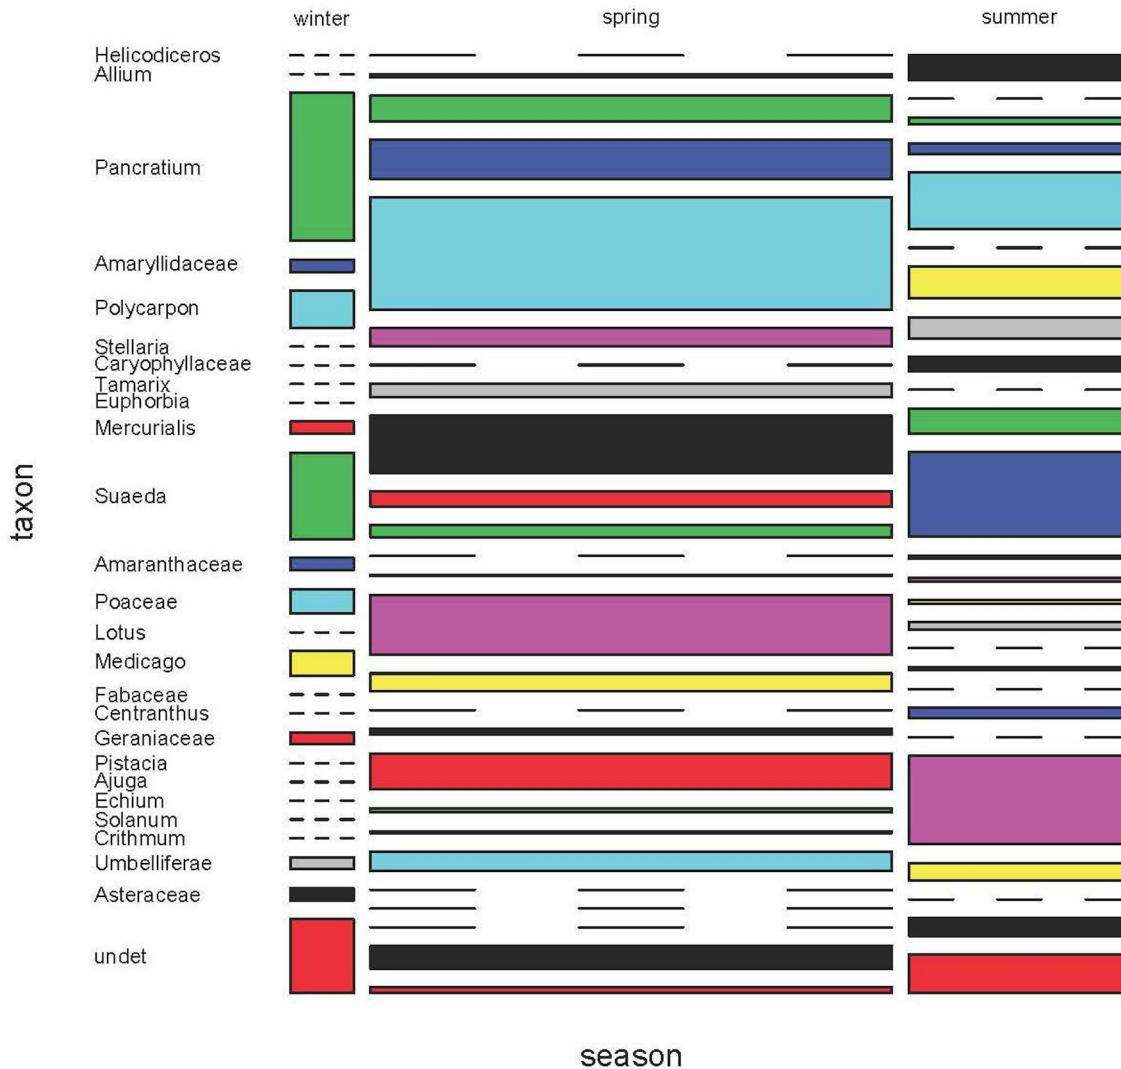 winter spring summer
Helicodiceros
Allium
Pancratium
Amaryllidaceae
Polycarpon
Stellaria
Caryophyllaceae
Tamarix
Euphorbia
Mercurialis
Suaeda
Amaranthaceae
Poaceae
Lotus
Medicago
Fabaceae
Centranthus
Geraniaceae
Pistacia
Ajuga
Echium
Solanum
Crithmum
Umbelliferae
Asteraceae
undet
taxon
season